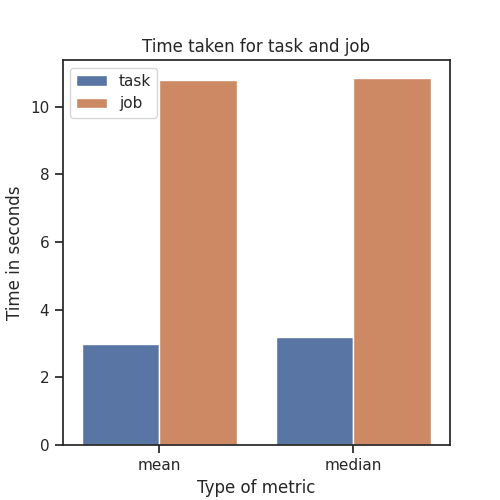 Time taken for task and job
task
job
10
8
6
4
2
0
Time in seconds
mean
median
Type of metric